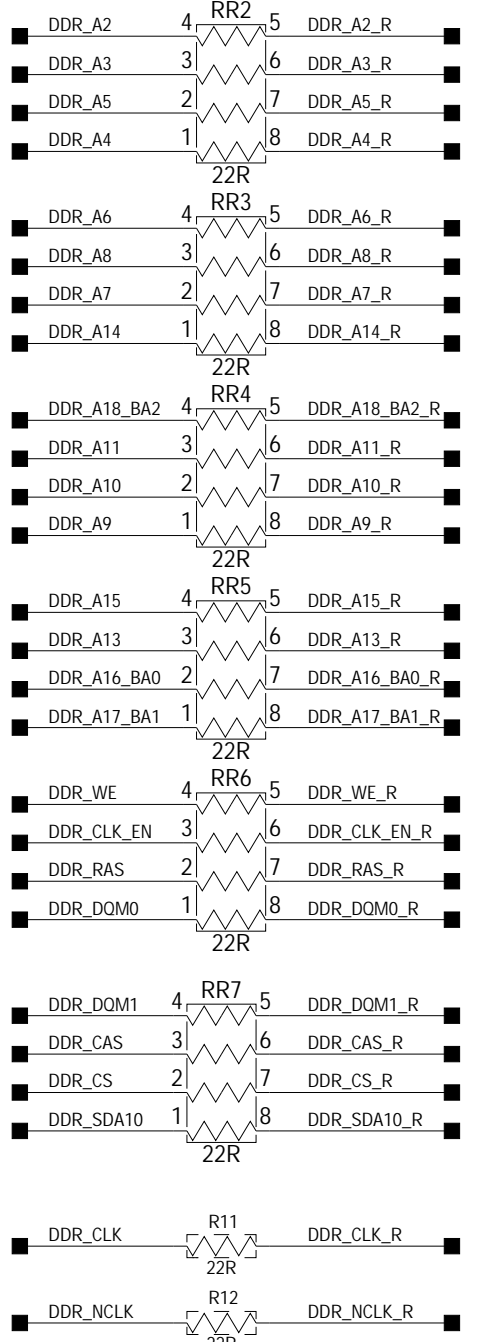 RR2
DDR_A2 4 5 DDR_A2_R
DDR_A3 3 6 DDR_A3_R
DDR_A5 2 7 DDR_A5_R
DDR_A4 1 8 DDR_A4_R
22R
RR3
DDR_A6 4 5 DDR_A6_R
DDR_A8 3 6 DDR_A8_R
DDR_A7 2 7 DDR_A7_R
DDR_A14 1 8 DDR_A14_R
22R
RR4
DDR_A18_BA2 4 5 DDR_A18_BA2_R
DDR_A11 3 6 DDR_A11_R
DDR_A10 2 7 DDR_A10_R
DDR_A9 1 8 DDR_A9_R
22R
RR5
DDR_A15 4 5 DDR_A15_R
DDR_A13 3 6 DDR_A13_R
DDR_A16_BA0 2 7 DDR_A16_BA0_R
DDR_A17_BA1 1 8 DDR_A17_BA1_R
22R
RR6
DDR_WE 4 5 DDR_WE_R
DDR_CLK_EN 3 6 DDR_CLK_EN_R
DDR_RAS 2 7 DDR_RAS_R
DDR_DQM0 1 8 DDR_DQM0_R
22R
RR7
DDR_DQM1 4 5 DDR_DQM1_R
DDR_CAS 3 6 DDR_CAS_R
DDR_CS 2 7 DDR_CS_R
DDR_SDA10 1 8 DDR_SDA10_R
22R
R11
DDR_CLK DDR_CLK_R
22R
R12
DDR_NCLK DDR_NCLK_R